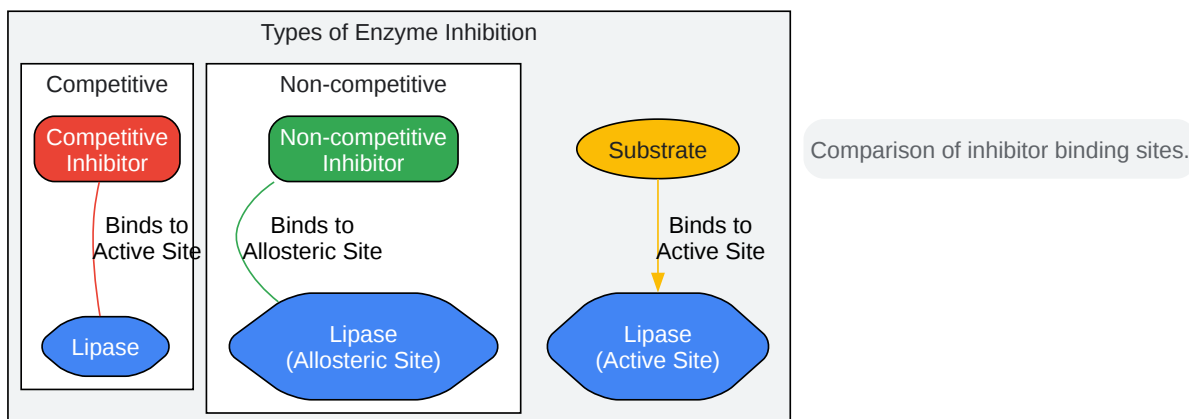 Types of Enzyme Inhibition
Competitive
Competitive
Inhibitor
Binds to
Active Site
Lipase
Non-competitive
Non-competitive
Inhibitor
Binds to
Allosteric Site
Lipase
(Allosteric Site)
Substrate
Binds to
Active Site
Lipase
(Active Site)
Comparison of inhibitor binding sites.